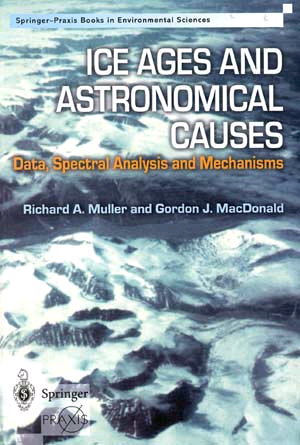 Springer-Praxis Books in Environmental Sciences
ICE AGES AND
ASTRONOMICAL
CAUSES
Data, Spectral Analysis and Mechanisms
Richard A. Muller and Gordon J. MacDonald
Springer
PRAXIS